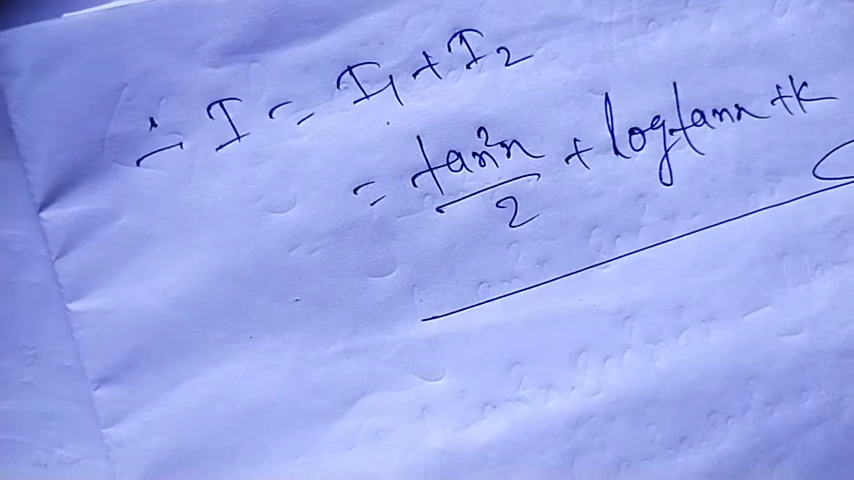 ∴ I = I₁ + I₂
= tan²x/2 + log tanx + k